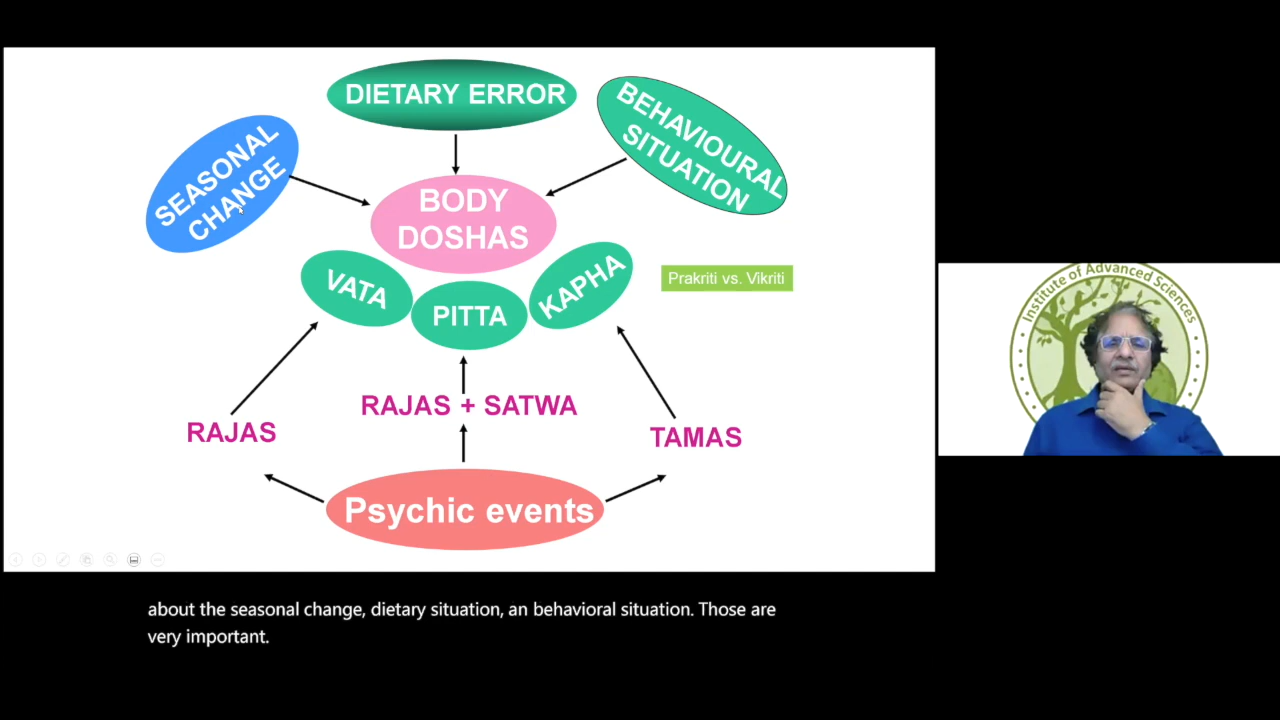 DIETARY ERROR
BEHAVIOURAL
SITUATION
SEASONAL
CHANGE
BODY
DOSHAS
VATA
PITTA
KAPHA
Prakriti vs. Vikriti
RAJAS
RAJAS + SATWA
TAMAS
Psychic events
Institute of Advanced Sciences
about the seasonal change, dietary situation, an behavioral situation. Those are
very important.